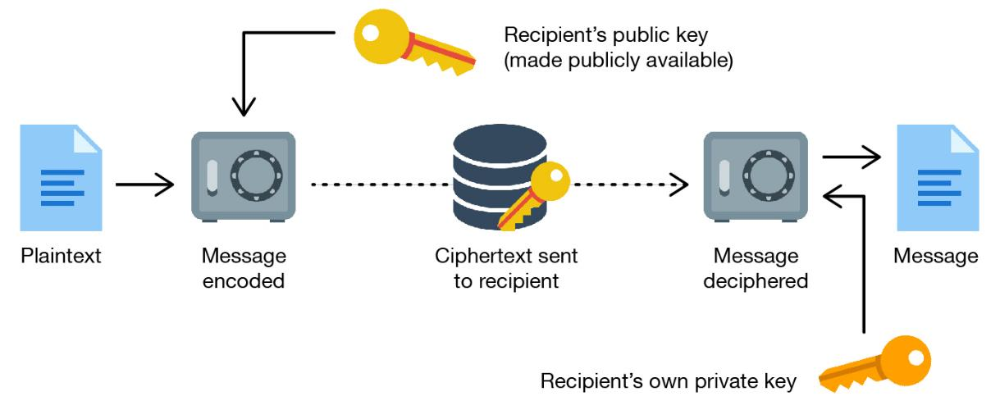 Recipient’s public key
(made publicly available)
Plaintext
Message
encoded
Ciphertext sent
to recipient
Message
deciphered
Message
Recipient’s own private key